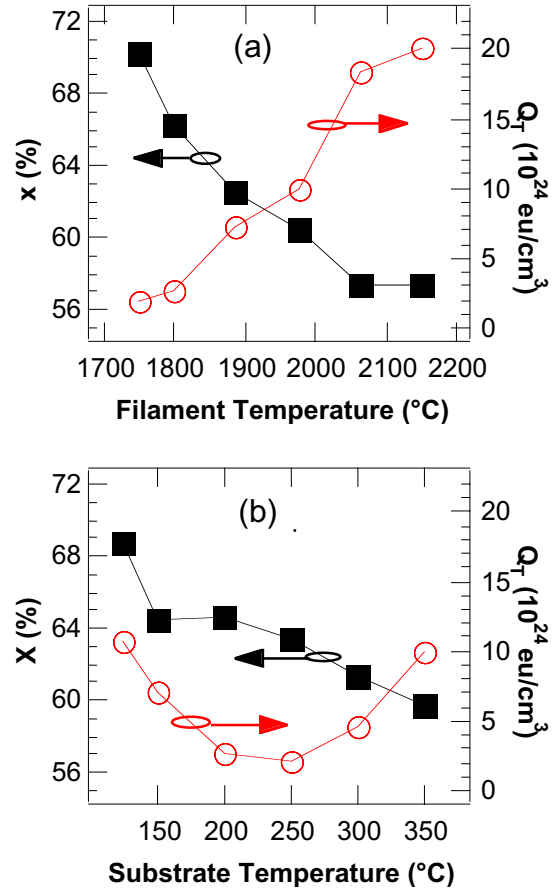 (a)
x (%)
72
68
64
60
56
Q_T (10^24 eu/cm^3)
20
15
10
5
0
1700 1800 1900 2000 2100 2200
Filament Temperature (°C)
(b)
X (%)
72
68
64
60
56
Q_T (10^24 eu/cm^3)
20
15
10
5
0
150 200 250 300 350
Substrate Temperature (°C)